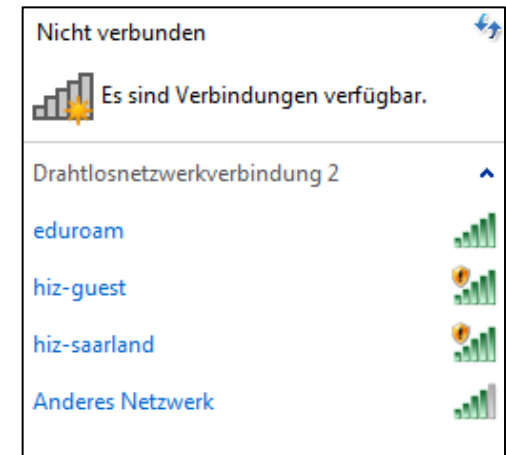 Nicht verbunden
Es sind Verbindungen verfügbar.
Drahtlosnetzwerkverbindung 2
eduroam
hiz-guest
hiz-saarland
Anderes Netzwerk